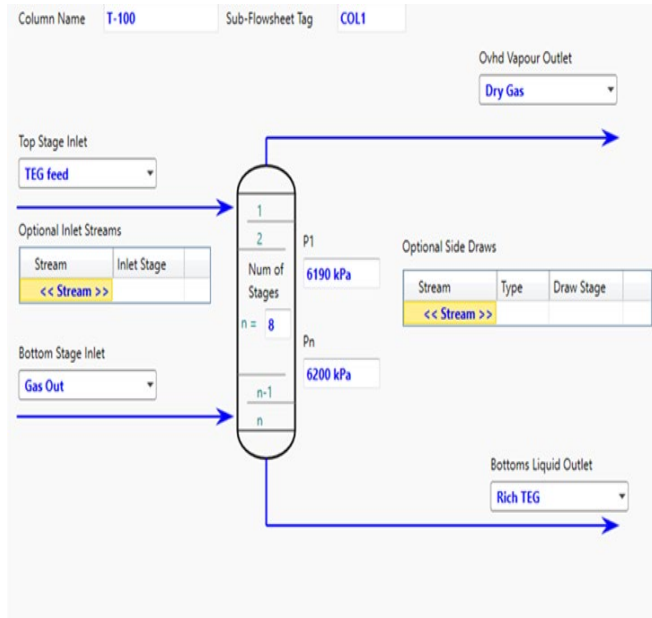 Column Name T-100 Sub-Flowsheet Tag COL1
Ovhd Vapour Outlet
Dry Gas
Top Stage Inlet
TEG feed
Optional Inlet Streams
Stream Inlet Stage
<< Stream >>
Bottom Stage Inlet
Gas Out
1
2
Num of
Stages
n = 8
n-1
n
P1
6190 kPa
Pn
6200 kPa
Optional Side Draws
Stream Type Draw Stage
<< Stream >>
Bottoms Liquid Outlet
Rich TEG